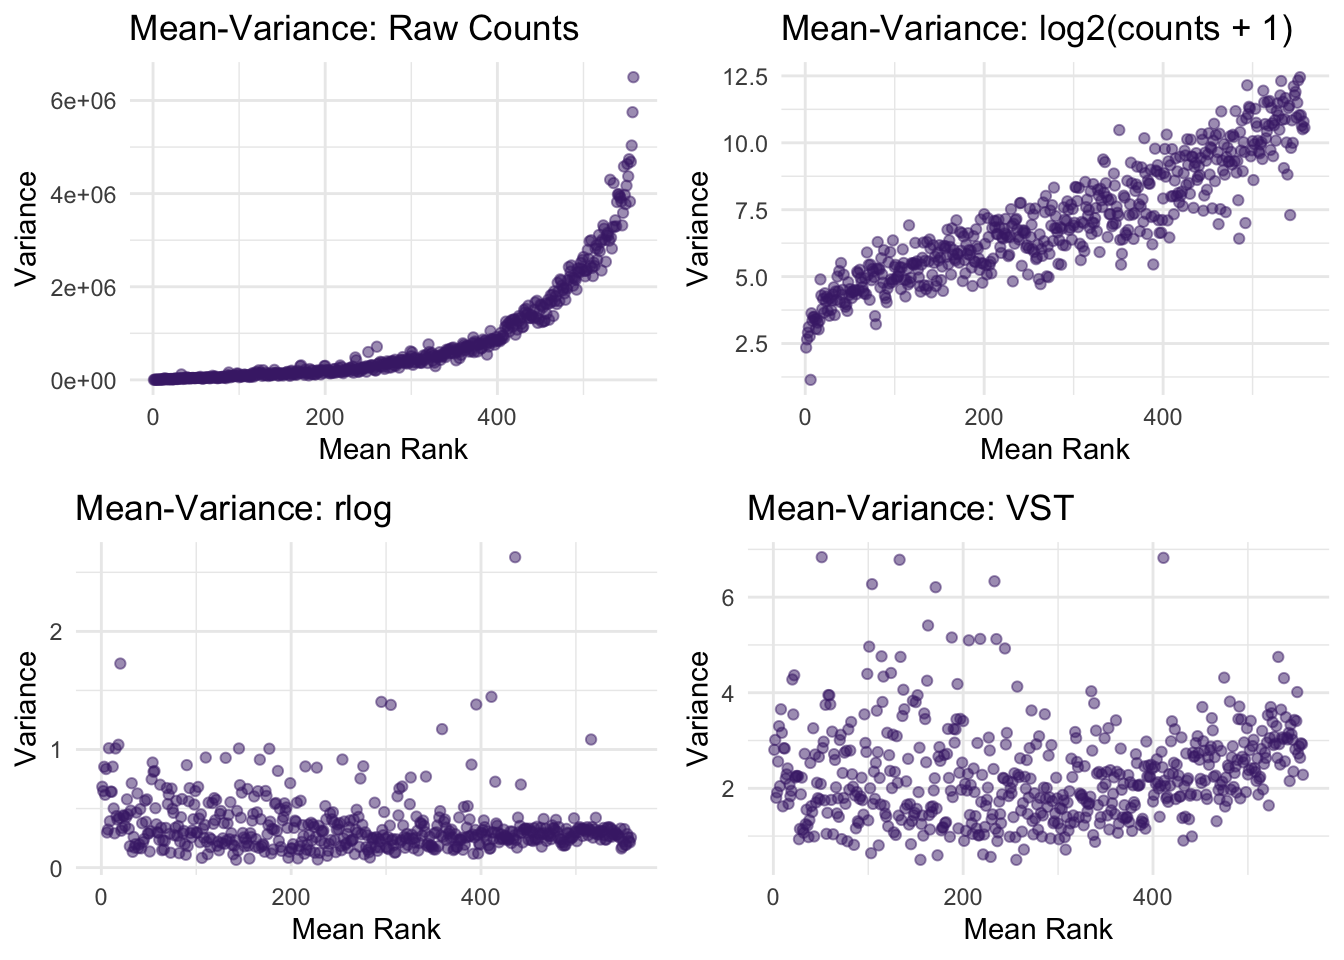 Mean-Variance: Raw Counts
6e+06
4e+06
2e+06
0e+00
Variance
0
200
400
Mean Rank
Mean-Variance: log2(counts + 1)
12.5
10.0
7.5
5.0
2.5
Variance
0
200
400
Mean Rank
Mean-Variance: rlog
2
1
0
Variance
0
200
400
Mean Rank
Mean-Variance: VST
6
4
2
Variance
0
200
400
Mean Rank